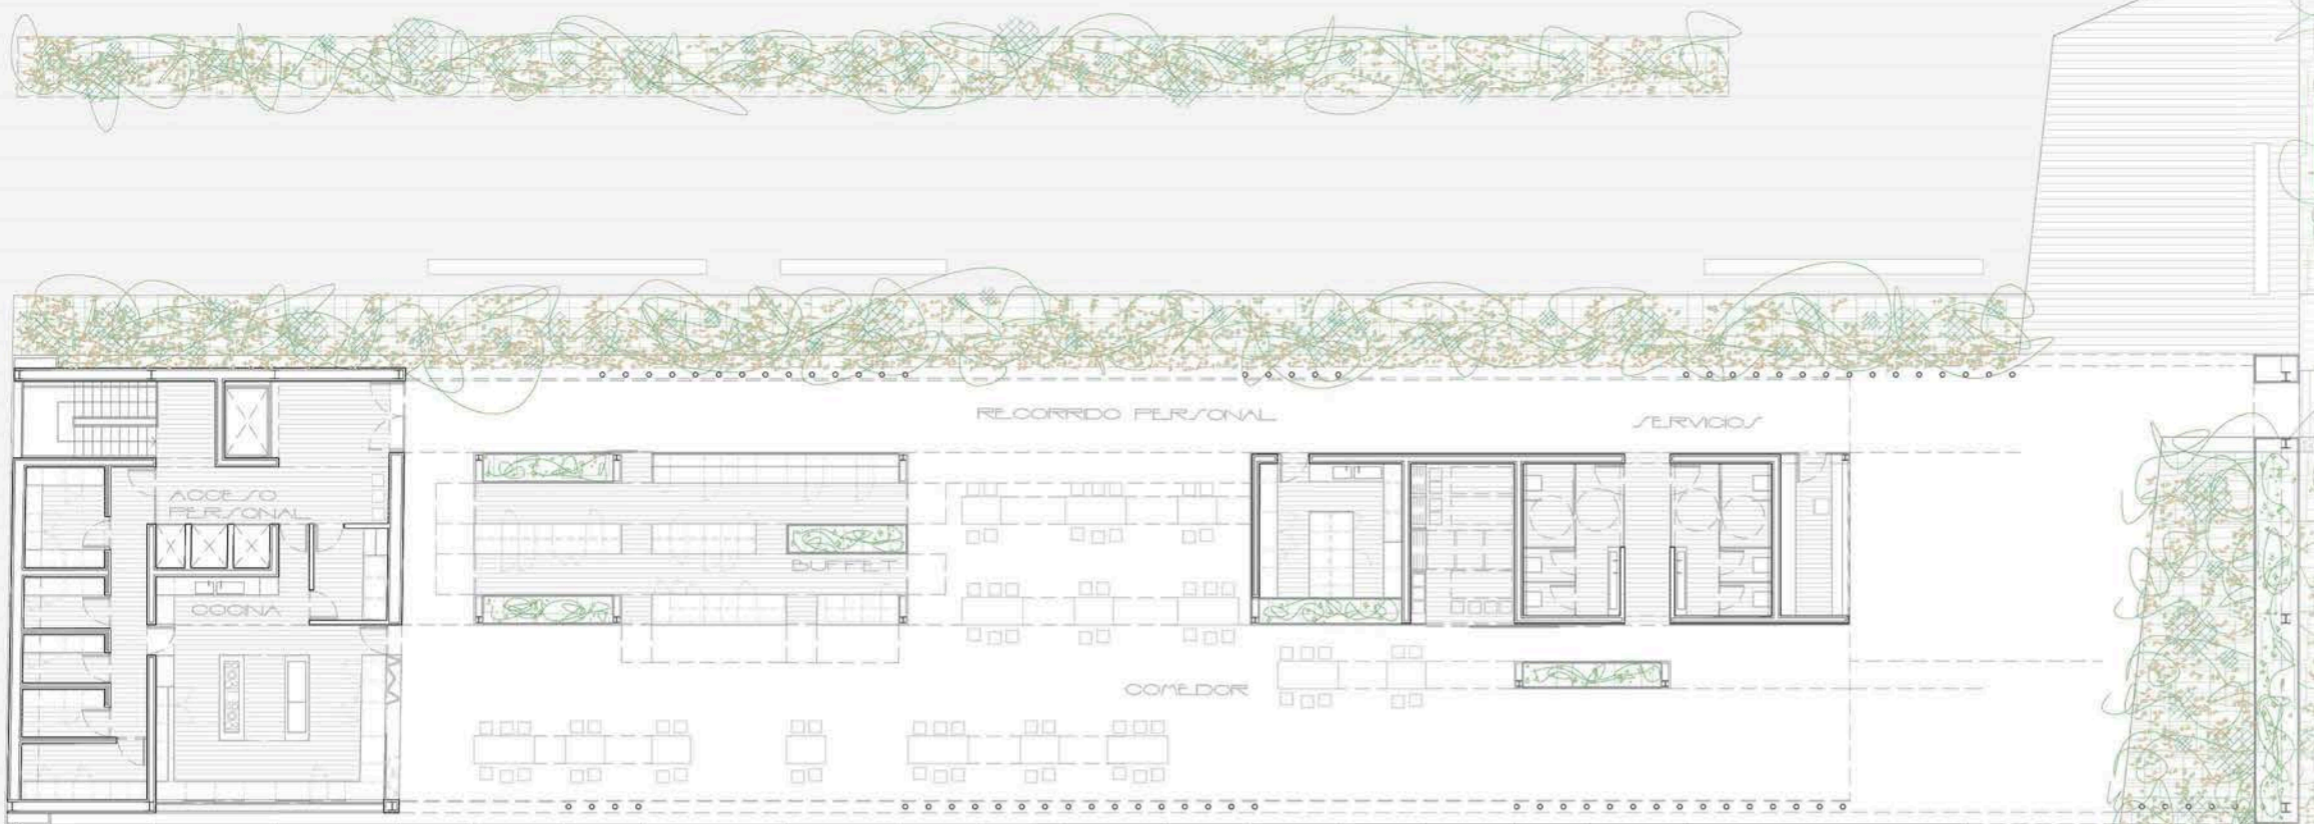 RECORRIDO PERSONAL
SERVICIOS
ACCESO
PERSONAL
BUFFET
COCINA
COMEDOR